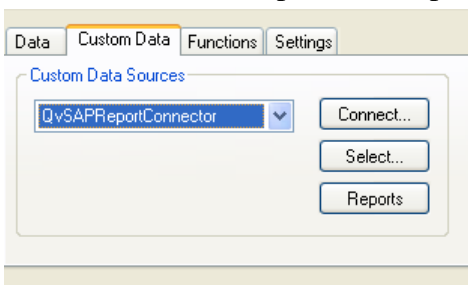 Data Custom Data Functions Settings
Custom Data Sources
QvSAPReportConnector Connect...
Select...
Reports